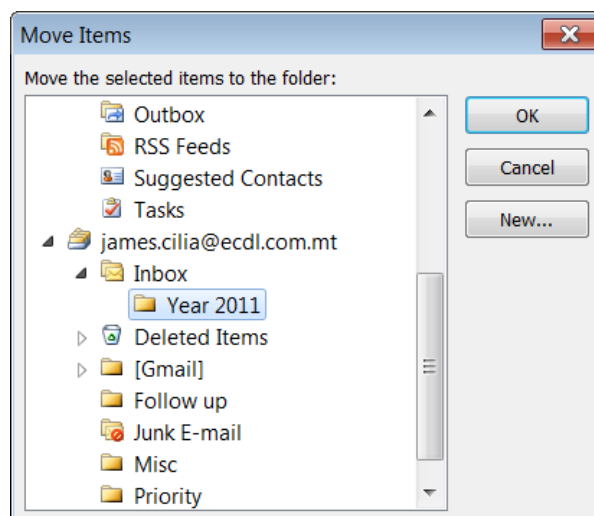 Move Items
Move the selected items to the folder:
Outbox
RSS Feeds
Suggested Contacts
Tasks
james.cilia@ecdl.com.mt
Inbox
Year 2011
Deleted Items
[Gmail]
Follow up
Junk E-mail
Misc
Priority
OK
Cancel
New...